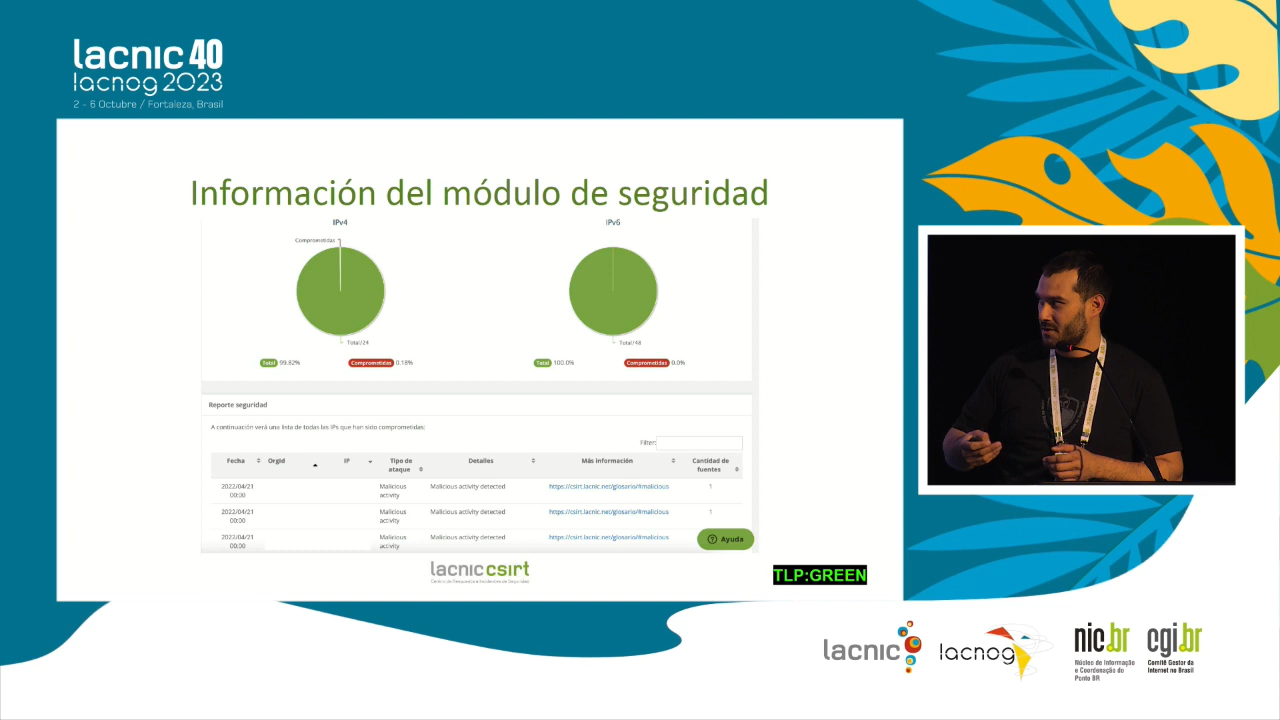 lacnic 40
lacnog 2023
2 - 6 Octubre / Fortaleza, Brasil
Información del módulo de seguridad
IPv4
IPv6
Comprometidas
Total/24
Total/48
Total 99.82%
Comprometidas 0.18%
Total 100.0%
Comprometidas 0.0%
Reporte seguridad
A continuación verá una lista de todas las IPs que han sido comprometidas:
Filter:
Fecha OrgId IP Tipo de ataque Detalles Más información Cantidad de fuentes
2022/04/21 00:00 Malicious activity Malicious activity detected https://csirt.lacnic.net/glosario/#malicious 1
2022/04/21 00:00 Malicious activity Malicious activity detected https://csirt.lacnic.net/glosario/#malicious 1
2022/04/21 00:00 Malicious activity Malicious activity detected https://csirt.lacnic.net/glosario/#malicious
Ayuda
lacnic csirt
Centro de Respuesta a Incidentes de Seguridad
TLP:GREEN
lacnic
lacnog
nic.br
Núcleo de Informação
e Coordenação do
Ponto BR
cgi.br
Comitê Gestor da
Internet no Brasil